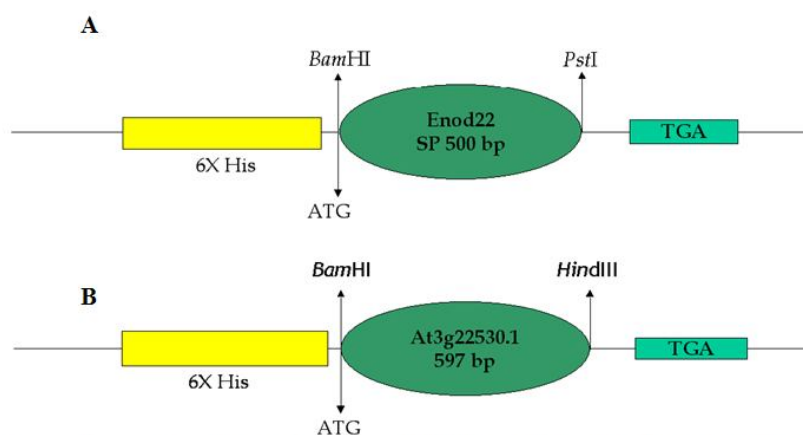 A
BamHI PstI
Enod22
SP 500 bp
TGA
6X His
ATG
BamHI HindIII
B
At3g22530.1
597 bp
TGA
6X His
ATG